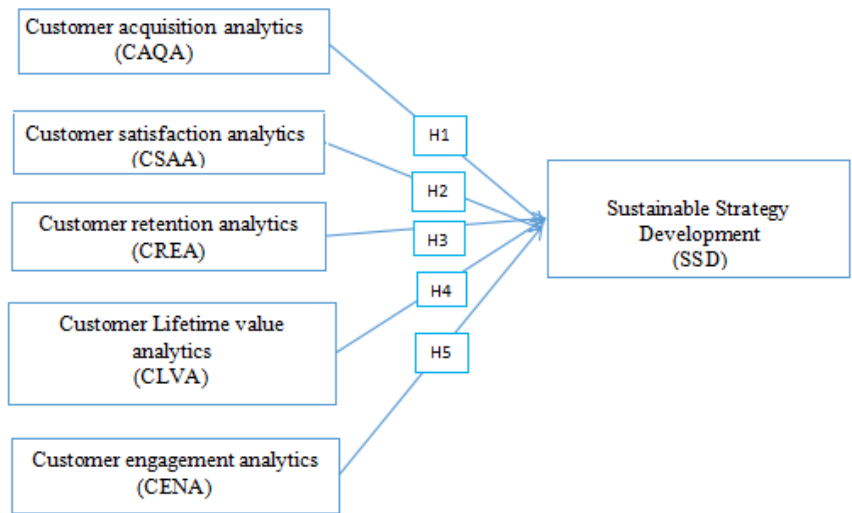 Customer acquisition analytics
(CAQA)
Customer satisfaction analytics
(CSAA)
Customer retention analytics
(CREA)
Customer Lifetime value
analytics
(CLVA)
Customer engagement analytics
(CENA)
H1
H2
H3
H4
H5
Sustainable Strategy
Development
(SSD)